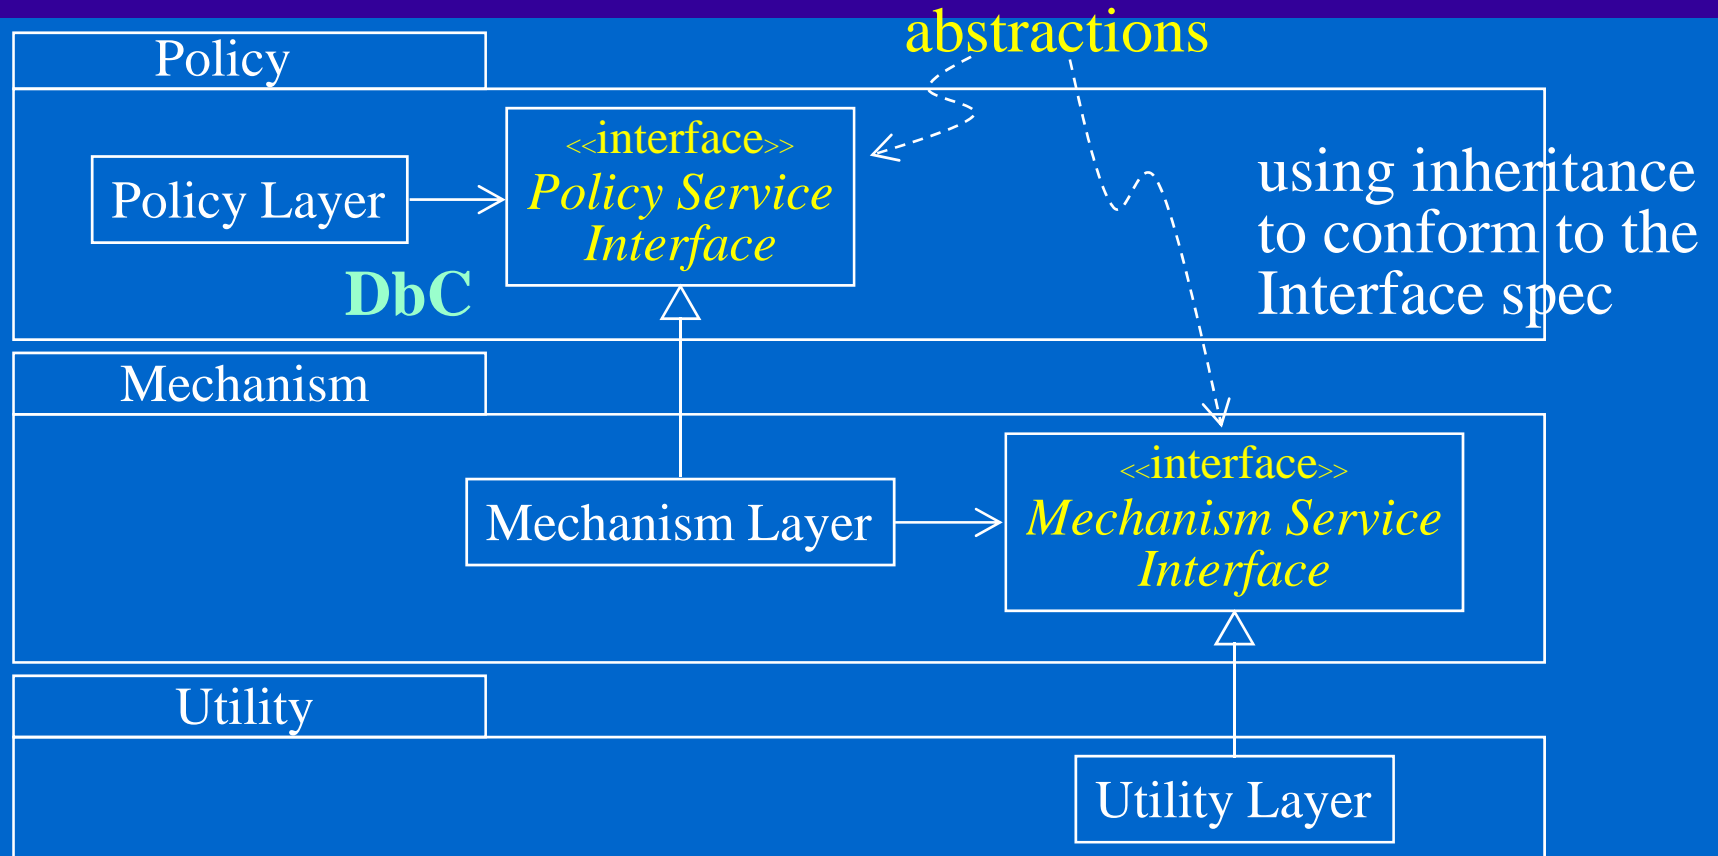 abstractions
Policy
<<interface>>
Policy Service
Interface
Policy Layer
DbC
using inheritance
to conform to the
Interface spec
Mechanism
<<interface>>
Mechanism Service
Interface
Mechanism Layer
Utility
Utility Layer